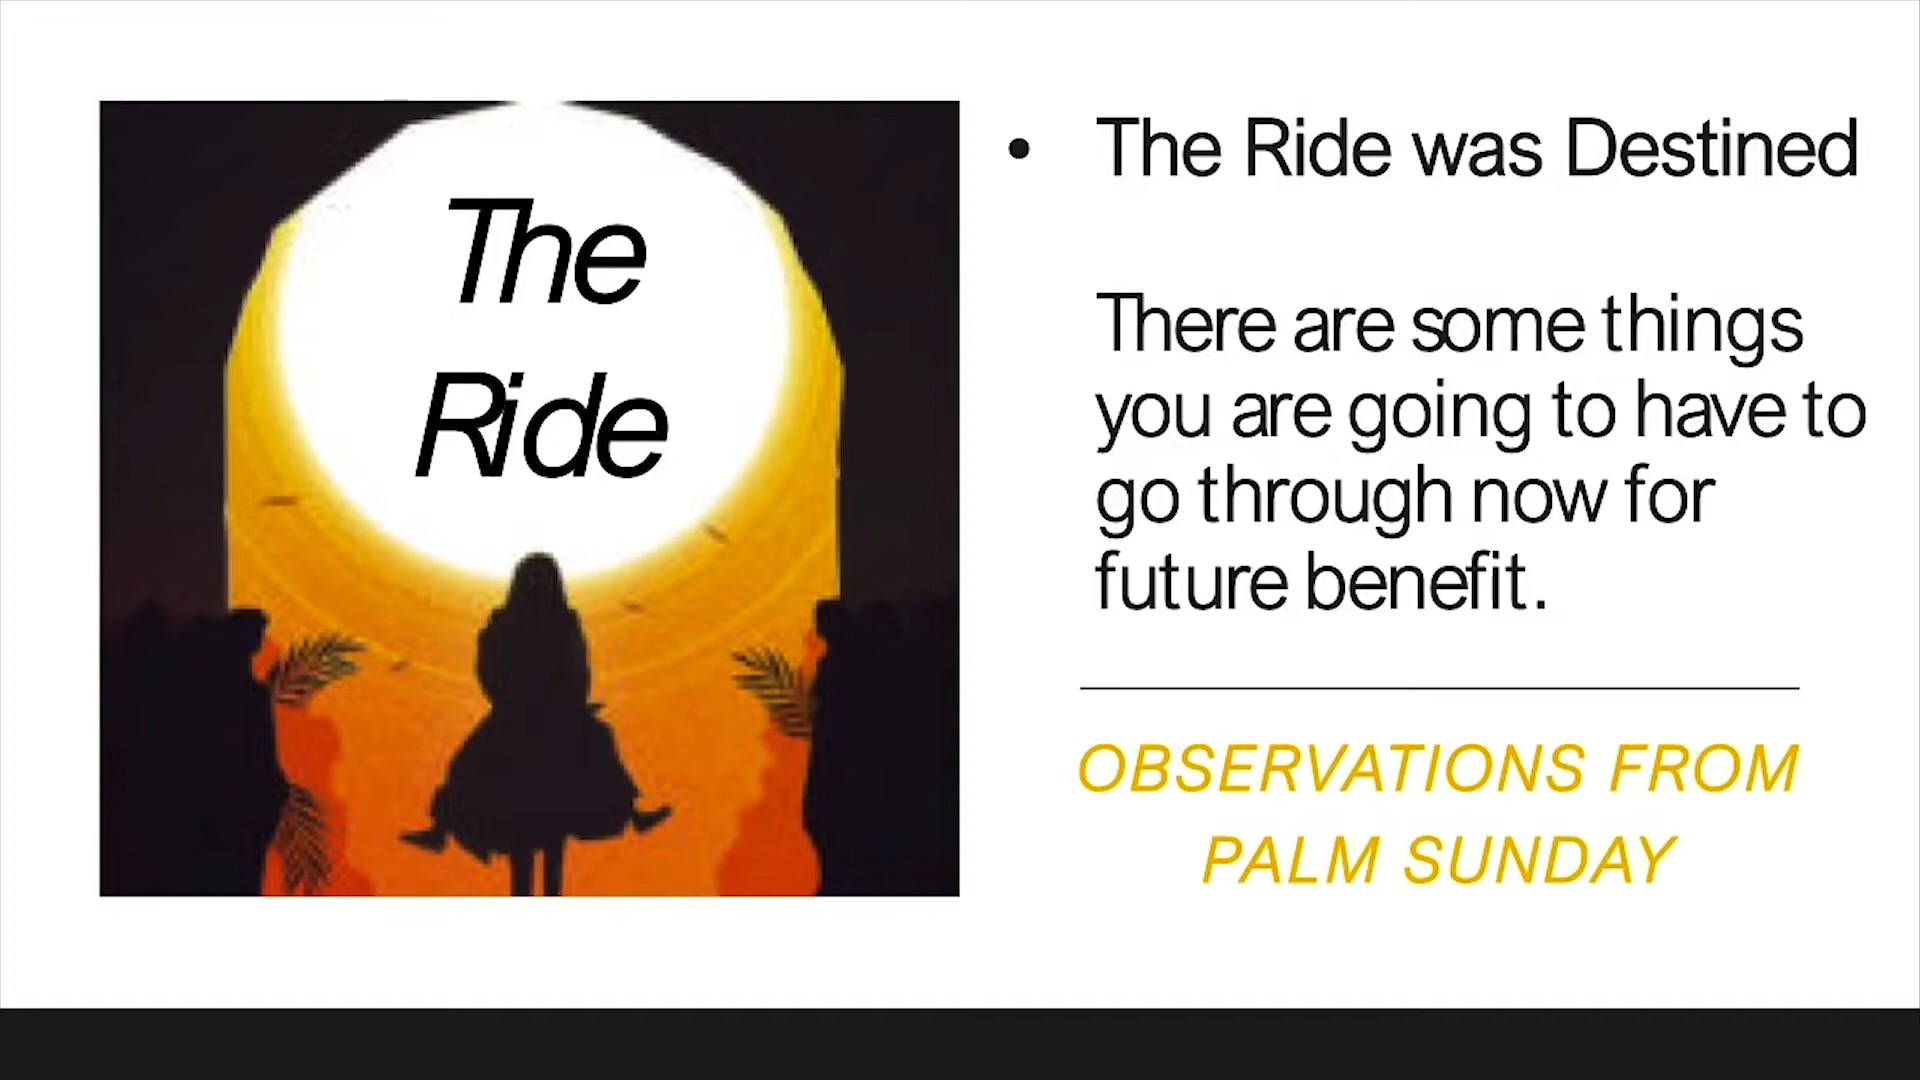 The
Ride
• The Ride was Destined
There are some things
you are going to have to
go through now for
future benefit.
OBSERVATIONS FROM
PALM SUNDAY